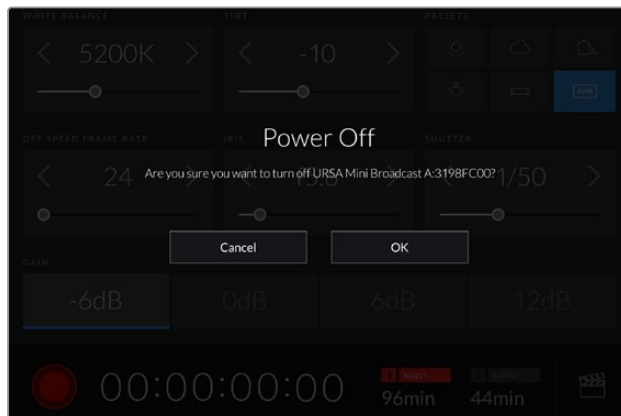 WHITE BALANCE
TINT
PRESETS
5200K
-10
AWB
OFF SPEED FRAME RATE
IRIS
SHUTTER
Power Off
24
1/50
Are you sure you want to turn off URSA Mini Broadcast A:3198FC00?
Cancel
OK
GAIN
-6dB
0dB
6dB
12dB
00:00:00:00
1
2
96min
44min